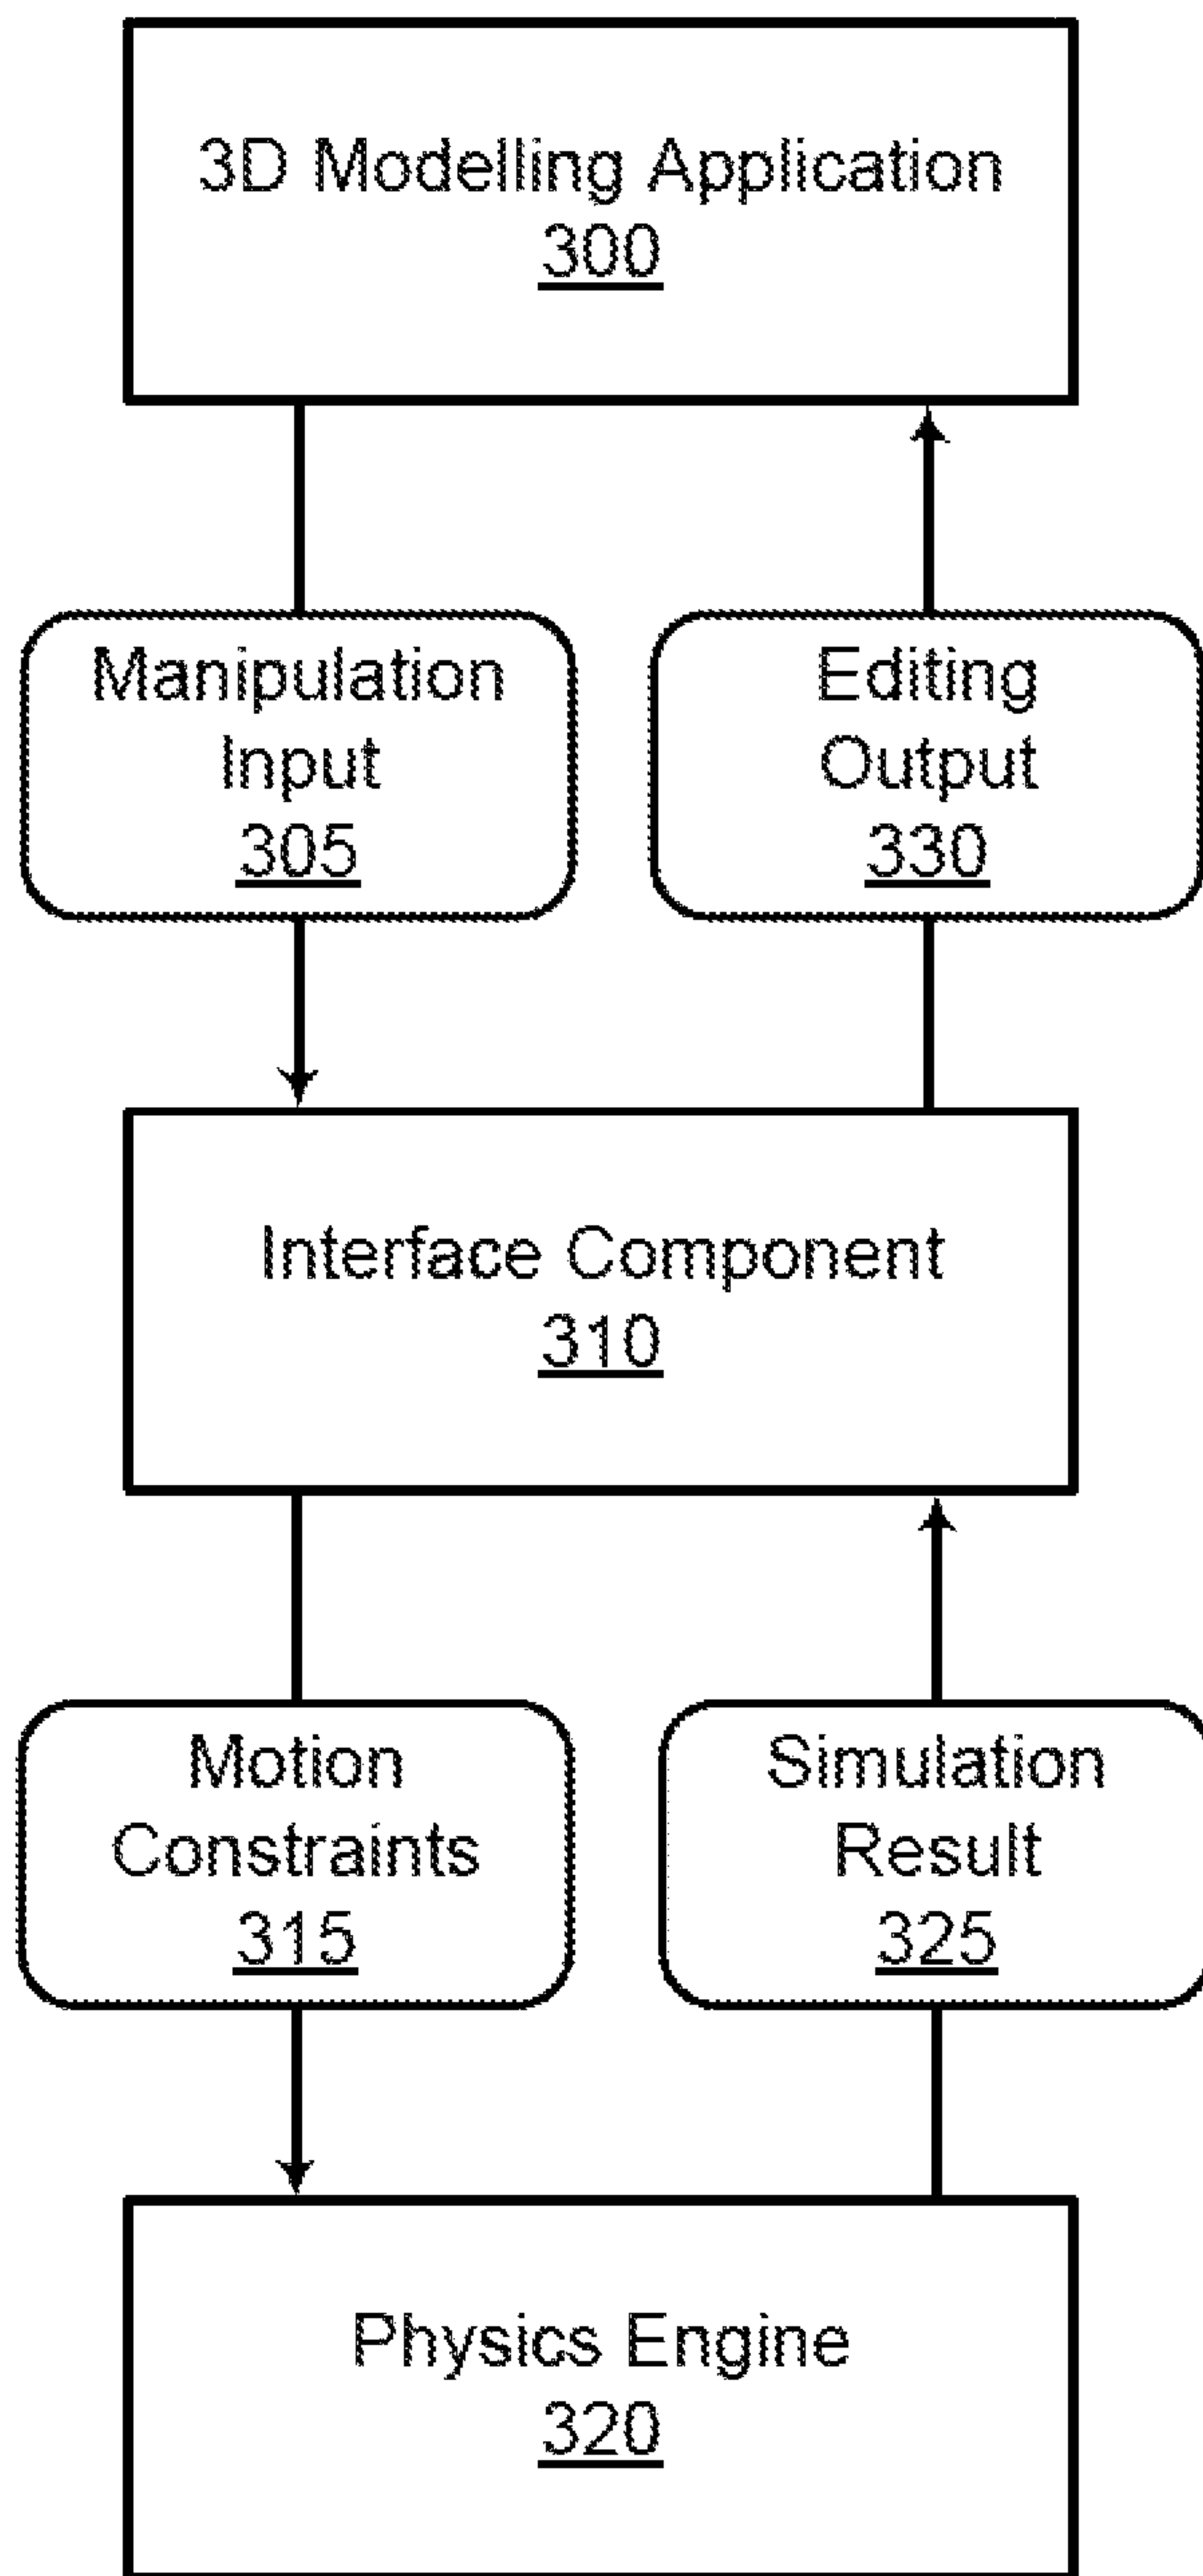 3D Modelling Application
300
Manipulation
Input
305
Editing
Output
330
Interface Component
310
Motion
Constraints
315
Simulation
Result
325
Physics Engine
320